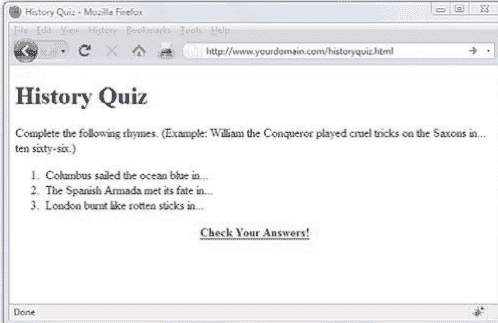 History Quiz - Mozilla Firefox
File Edit View History Bookmarks Tools Help
http://www.yourdomain.com/historyquiz.html
History Quiz
Complete the following rhymes. (Example: William the Conqueror played cruel tricks on the Saxons in...
ten sixty-six.)
1. Columbus sailed the ocean blue in...
2. The Spanish Armada met its fate in...
3. London burnt like rotten sticks in...
Check Your Answers!
Done